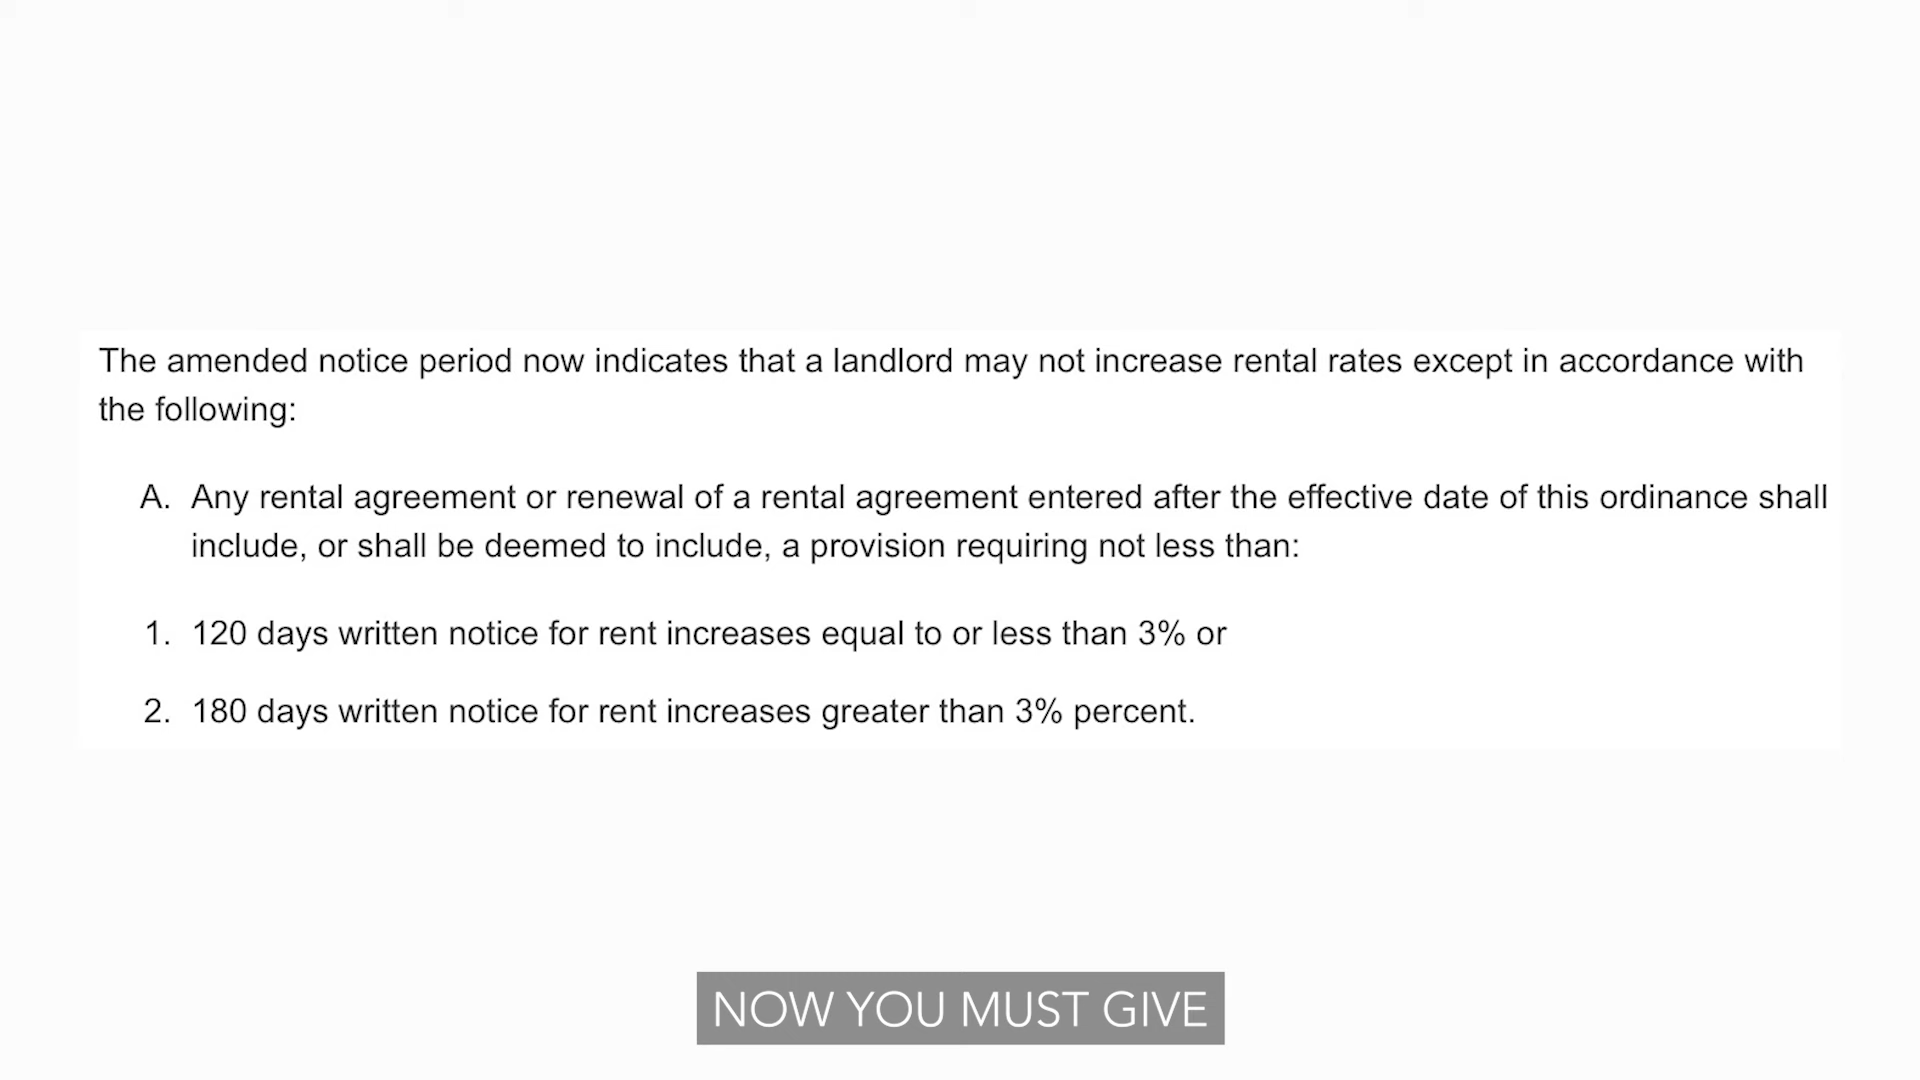 The amended notice period now indicates that a landlord may not increase rental rates except in accordance with
the following:
A. Any rental agreement or renewal of a rental agreement entered after the effective date of this ordinance shall
include, or shall be deemed to include, a provision requiring not less than:
1. 120 days written notice for rent increases equal to or less than 3% or
2. 180 days written notice for rent increases greater than 3% percent.
NOW YOU MUST GIVE